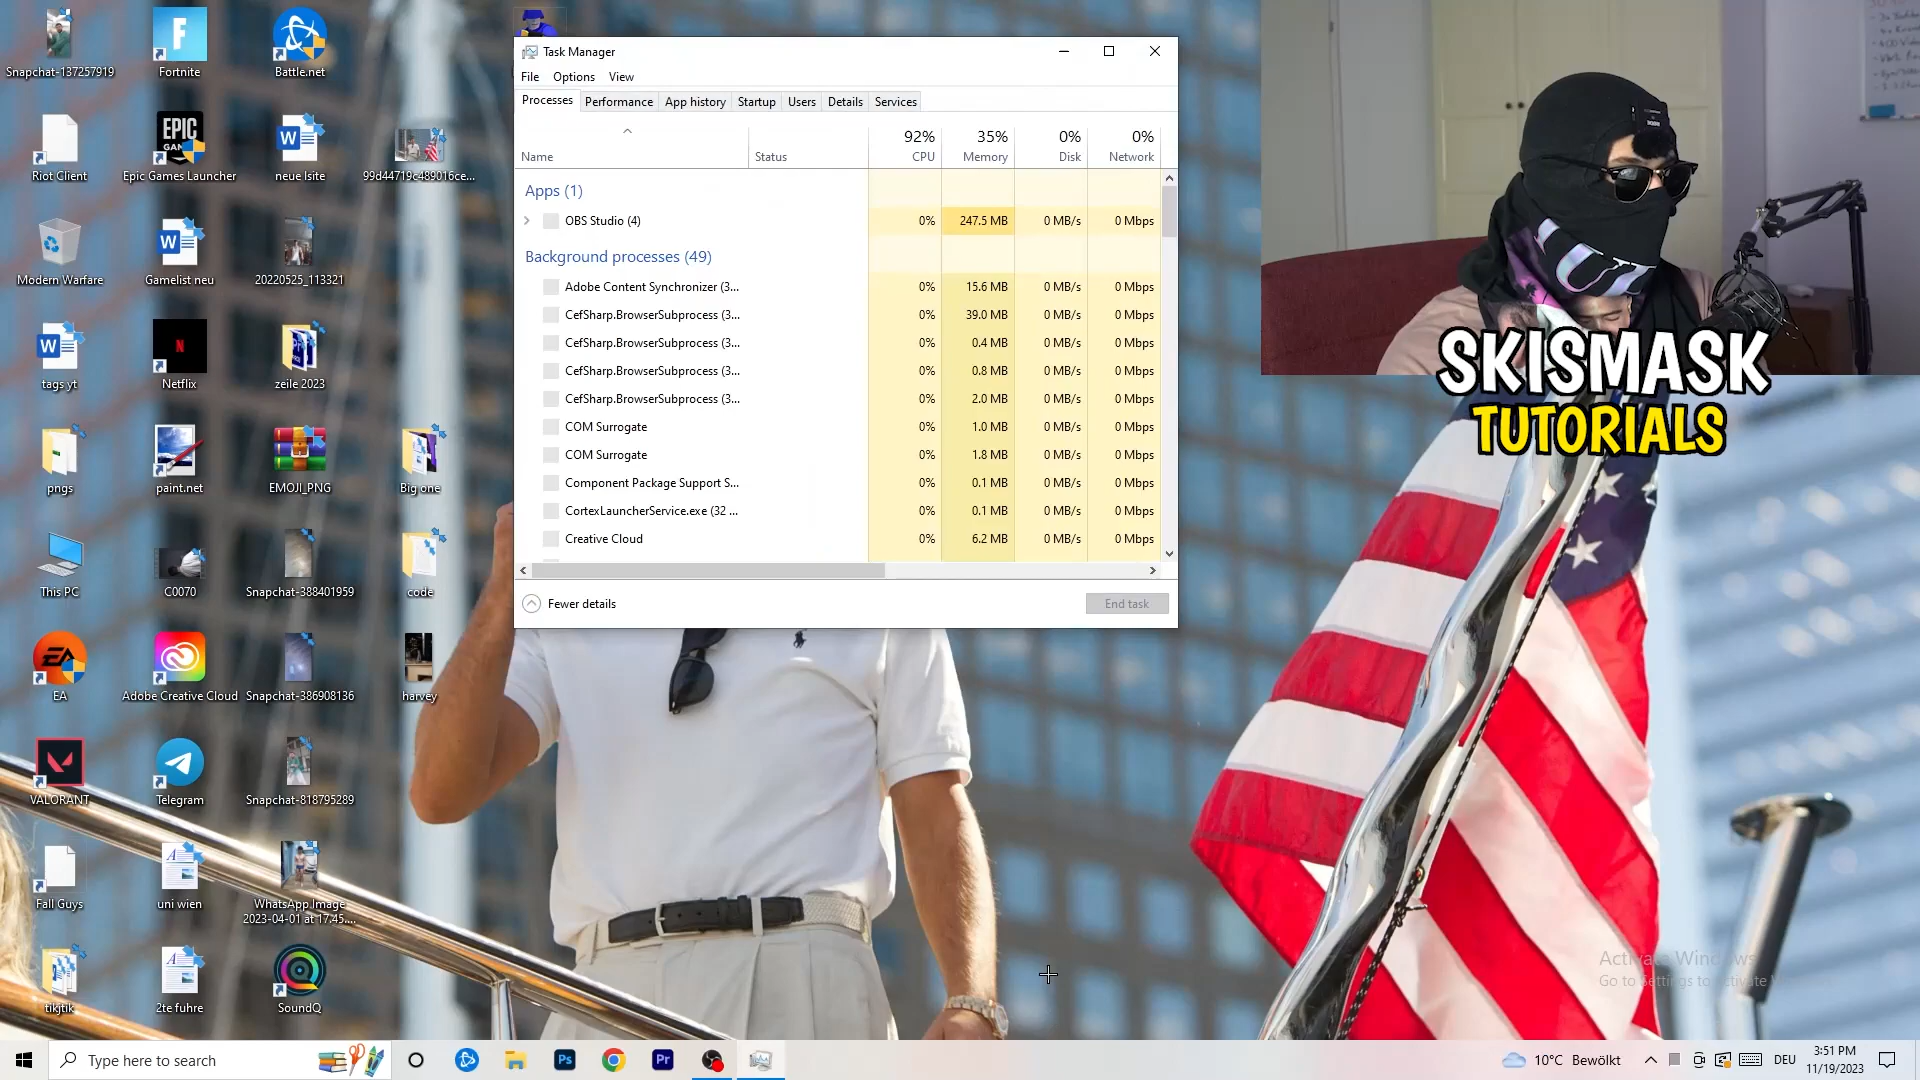 Snapchat-137257919
Fortnite
Battle.net
Riot Client
EPIC
Epic Games Launcher
neue lsite
99d44719c489016ce...
Modern Warfare
Gamelist neu
20220525_113321
tags yt
Netflix
zeile 2023
pngs
paint.net
EMOJI_PNG
Big one
This PC
C0070
Snapchat-388401959
code
EA
Adobe Creative Cloud
Snapchat-386908136
harvey
VALORANT
Telegram
Snapchat-818795289
Fall Guys
uni wien
WhatsApp Image
2023-04-01 at 17.45....
tikjtik
2te fuhre
SoundQ
Task Manager
File Options View
Processes Performance App history Startup Users Details Services
92% 35% 0% 0%
Name Status CPU Memory Disk Network
Apps (1)
OBS Studio (4) 0% 247.5 MB 0 MB/s 0 Mbps
Background processes (49)
Adobe Content Synchronizer (3... 0% 15.6 MB 0 MB/s 0 Mbps
CefSharp.BrowserSubprocess (3... 0% 39.0 MB 0 MB/s 0 Mbps
CefSharp.BrowserSubprocess (3... 0% 0.4 MB 0 MB/s 0 Mbps
CefSharp.BrowserSubprocess (3... 0% 0.8 MB 0 MB/s 0 Mbps
CefSharp.BrowserSubprocess (3... 0% 2.0 MB 0 MB/s 0 Mbps
COM Surrogate 0% 1.0 MB 0 MB/s 0 Mbps
COM Surrogate 0% 1.8 MB 0 MB/s 0 Mbps
Component Package Support S... 0% 0.1 MB 0 MB/s 0 Mbps
CortexLauncherService.exe (32 ... 0% 0.1 MB 0 MB/s 0 Mbps
Creative Cloud 0% 6.2 MB 0 MB/s 0 Mbps
Fewer details
End task
SKISMASK
TUTORIALS
Activate Windows
Go to Settings to activate
Type here to search
Ps
Pr
10°C Bewölkt
DEU
3:51 PM
11/19/2023